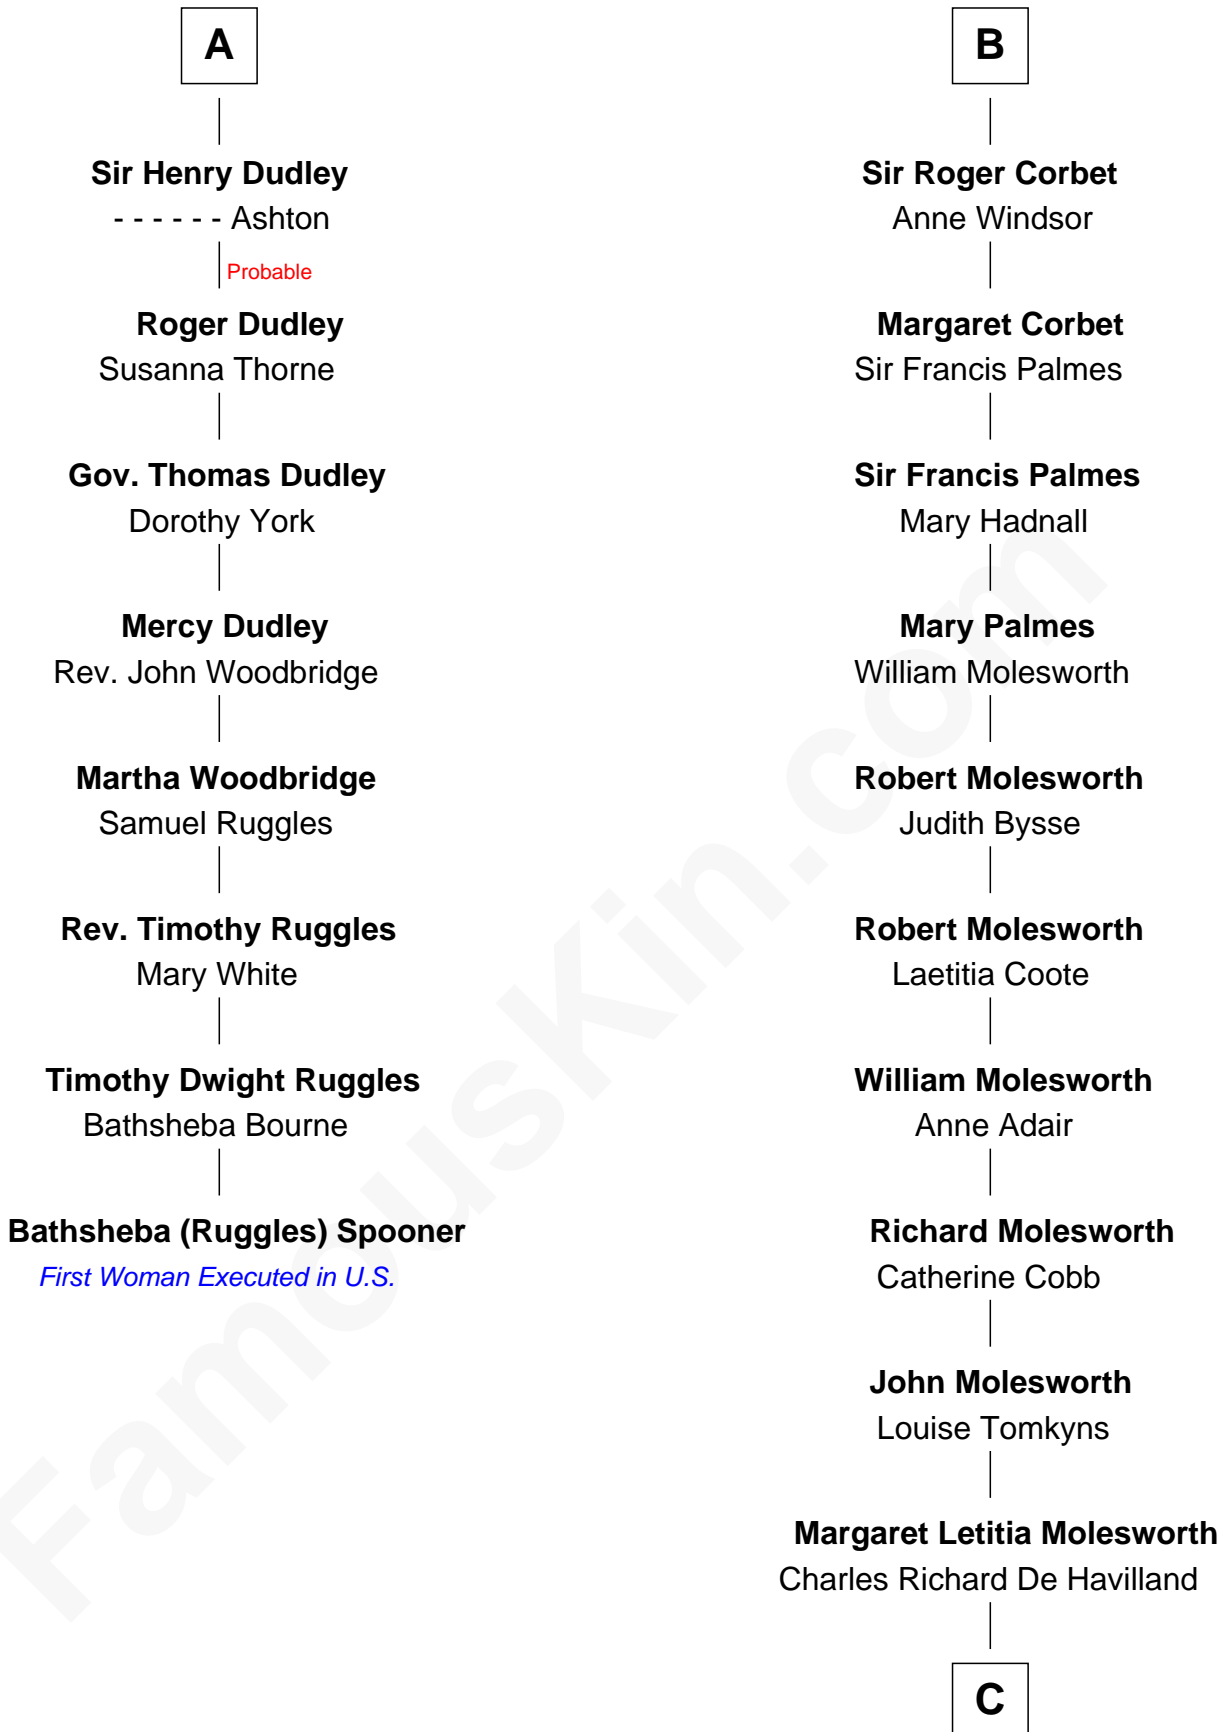 A
Sir Henry Dudley
- - - - - - Ashton
Probable
Roger Dudley
Susanna Thorne
Gov. Thomas Dudley
Dorothy York
Mercy Dudley
Rev. John Woodbridge
Martha Woodbridge
Samuel Ruggles
Rev. Timothy Ruggles
Mary White
Timothy Dwight Ruggles
Bathsheba Bourne
Bathsheba (Ruggles) Spooner
First Woman Executed in U.S.
B
Sir Roger Corbet
Anne Windsor
Margaret Corbet
Sir Francis Palmes
Sir Francis Palmes
Mary Hadnall
Mary Palmes
William Molesworth
Robert Molesworth
Judith Bysse
Robert Molesworth
Laetitia Coote
William Molesworth
Anne Adair
Richard Molesworth
Catherine Cobb
John Molesworth
Louise Tomkyns
Margaret Letitia Molesworth
Charles Richard De Havilland
C
FamousKin.com